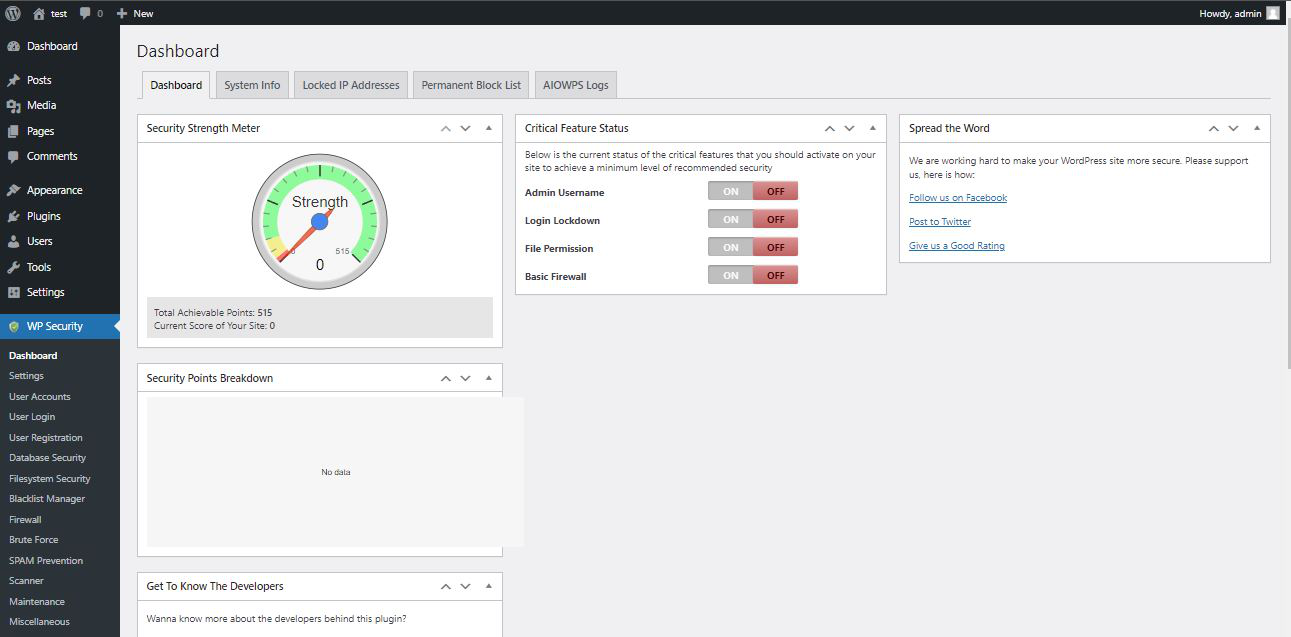 test
0
New
Howdy, admin
Dashboard
Posts
Media
Pages
Comments
Appearance
Plugins
Users
Tools
Settings
WP Security
Dashboard
Settings
User Accounts
User Login
User Registration
Database Security
Filesystem Security
Blacklist Manager
Firewall
Brute Force
SPAM Prevention
Scanner
Maintenance
Miscellaneous
Dashboard
Dashboard
System Info
Locked IP Addresses
Permanent Block List
AIOWPS Logs
Security Strength Meter
Strength
0
515
0
Total Achievable Points: 515
Current Score of Your Site: 0
Security Points Breakdown
No data
Get To Know The Developers
Wanna know more about the developers behind this plugin?
Critical Feature Status
Below is the current status of the critical features that you should activate on your
site to achieve a minimum level of recommended security
Admin Username ON OFF
Login Lockdown ON OFF
File Permission ON OFF
Basic Firewall ON OFF
Spread the Word
We are working hard to make your WordPress site more secure. Please support
us, here is how:
Follow us on Facebook
Post to Twitter
Give us a Good Rating